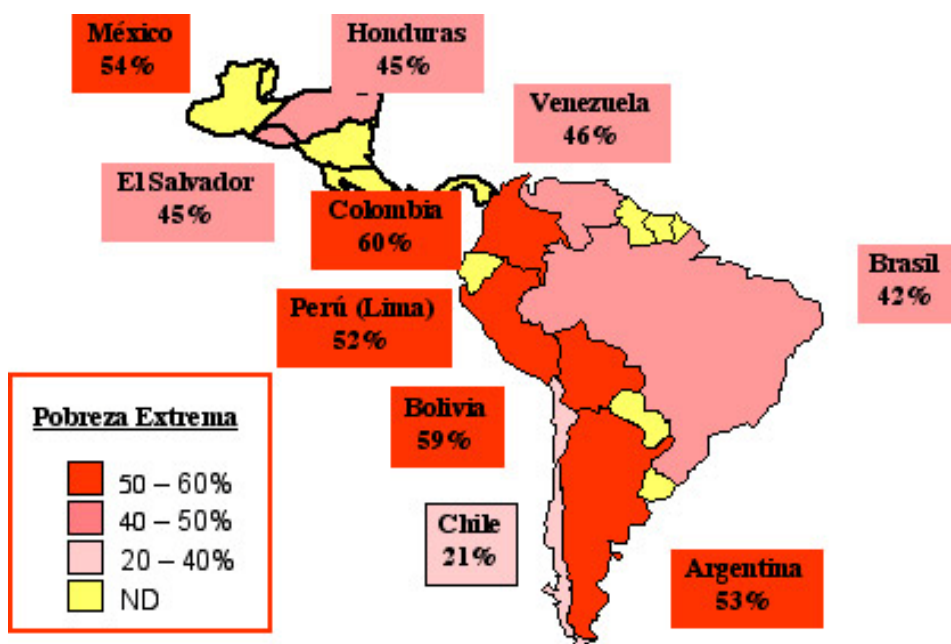 México
54%
Honduras
45%
Venezuela
46%
El Salvador
45%
Colombia
60%
Brasil
42%
Perú (Lima)
52%
Bolivia
59%
Chile
21%
Argentina
53%
Pobreza Extrema
50 – 60%
40 – 50%
20 – 40%
ND